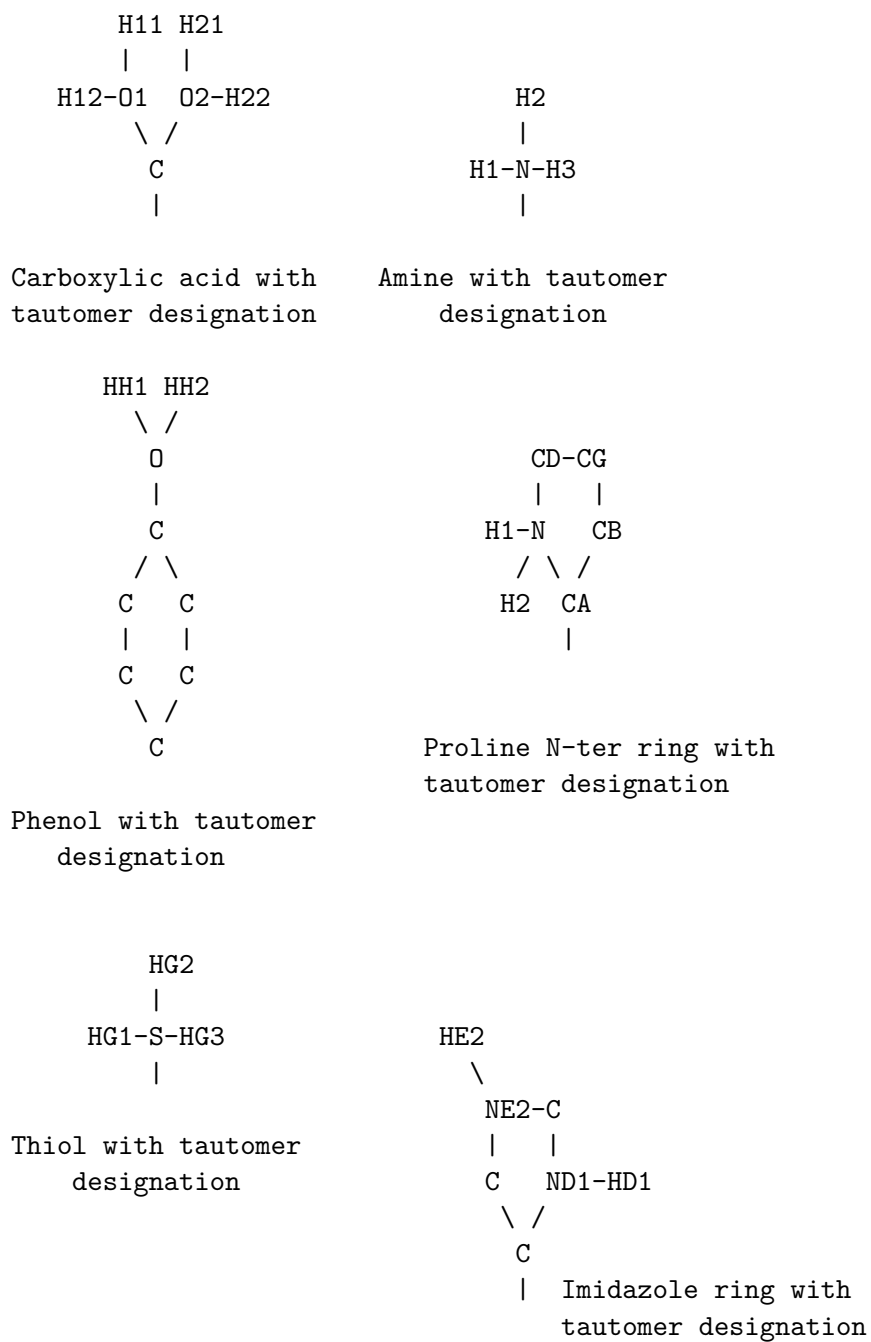 H11 H21
       |   |
   H12-O1  O2-H22                H2
        \ /                      |
         C                    H1-N-H3
         |                       |
Carboxylic acid with    Amine with tautomer
tautomer designation        designation
      HH1 HH2
        \ /
         O                        CD-CG
         |                        |   |
         C                     H1-N   CB
        / \                      / \ /
       C   C                    H2  CA
       |   |                        |
       C   C
        \ /
         C                 Proline N-ter ring with
                           tautomer designation
Phenol with tautomer
   designation
         HG2
         |
     HG1-S-HG3              HE2
         |                    \
                               NE2-C
Thiol with tautomer            |   |
    designation                C   ND1-HD1
                                \ /
                                 C
                                 |  Imidazole ring with
                                    tautomer designation